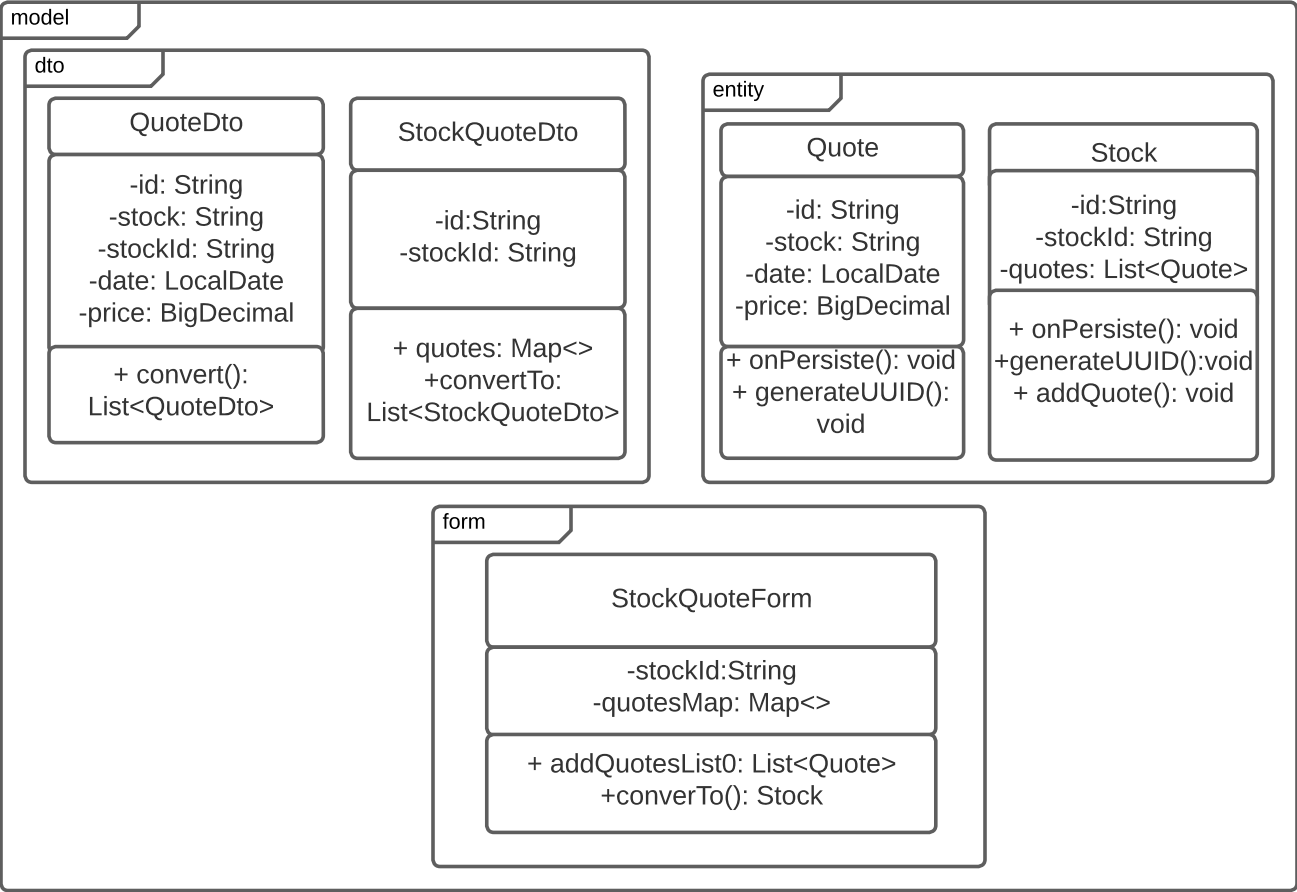 model
dto
QuoteDto
-id: String
-stock: String
-stockId: String
-date: LocalDate
-price: BigDecimal
+ convert():
List<QuoteDto>
StockQuoteDto
-id:String
-stockId: String
+ quotes: Map<>
+convertTo:
List<StockQuoteDto>
entity
Quote
-id: String
-stock: String
-date: LocalDate
-price: BigDecimal
+ onPersiste(): void
+ generateUUID():
void
Stock
-id:String
-stockId: String
-quotes: List<Quote>
+ onPersiste(): void
+generateUUID():void
+ addQuote(): void
form
StockQuoteForm
-stockId:String
-quotesMap: Map<>
+ addQuotesList0: List<Quote>
+converTo(): Stock